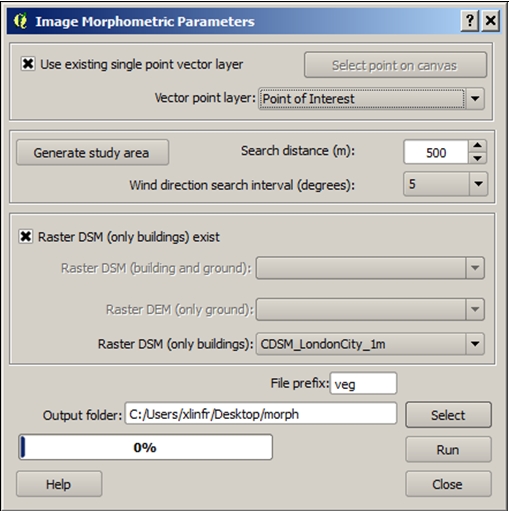 Image Morphometric Parameters
Use existing single point vector layer
Select point on canvas
Vector point layer: Point of Interest
Generate study area
Search distance (m): 500
Wind direction search interval (degrees): 5
Raster DSM (only buildings) exist
Raster DSM (building and ground):
Raster DEM (only ground):
Raster DSM (only buildings): CDSM_LondonCity_1m
File prefix: veg
Output folder: C:/Users/xlinfr/Desktop/morph
Select
0%
Run
Help
Close